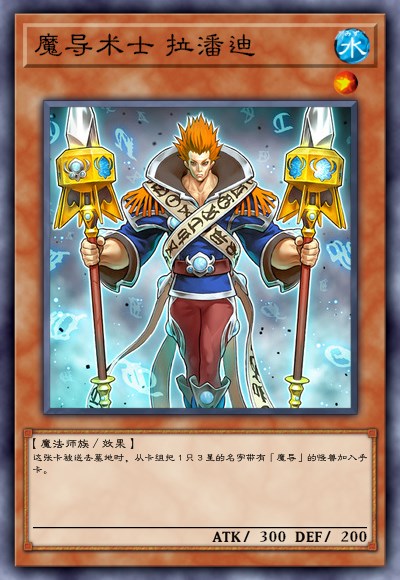 魔导术士 拉潘迪
水
【魔法师族／效果】
这张卡被送去墓地时，从卡组把1只3星的名字带有「魔导」的怪兽加入手
卡。
ATK/ 300 DEF/ 200